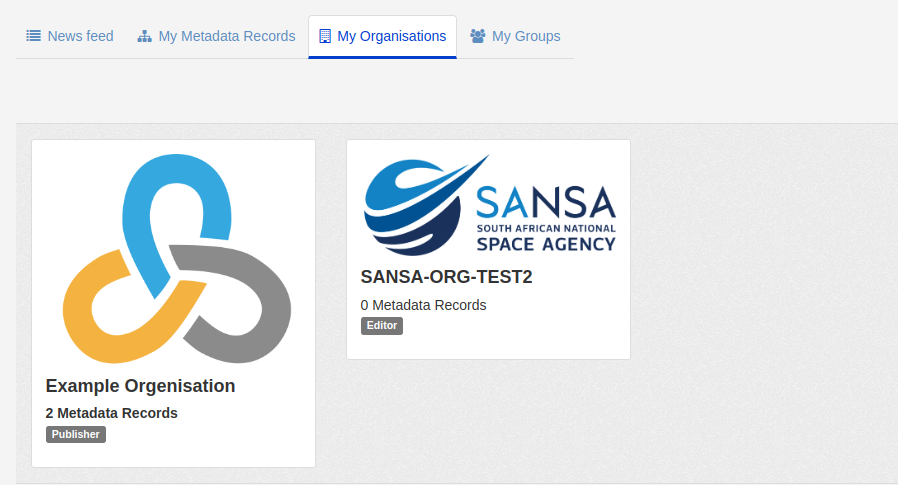 News feed
My Metadata Records
My Organisations
My Groups
Example Orgenisation
2 Metadata Records
Publisher
SANSA
SOUTH AFRICAN NATIONAL
SPACE AGENCY
SANSA-ORG-TEST2
0 Metadata Records
Editor